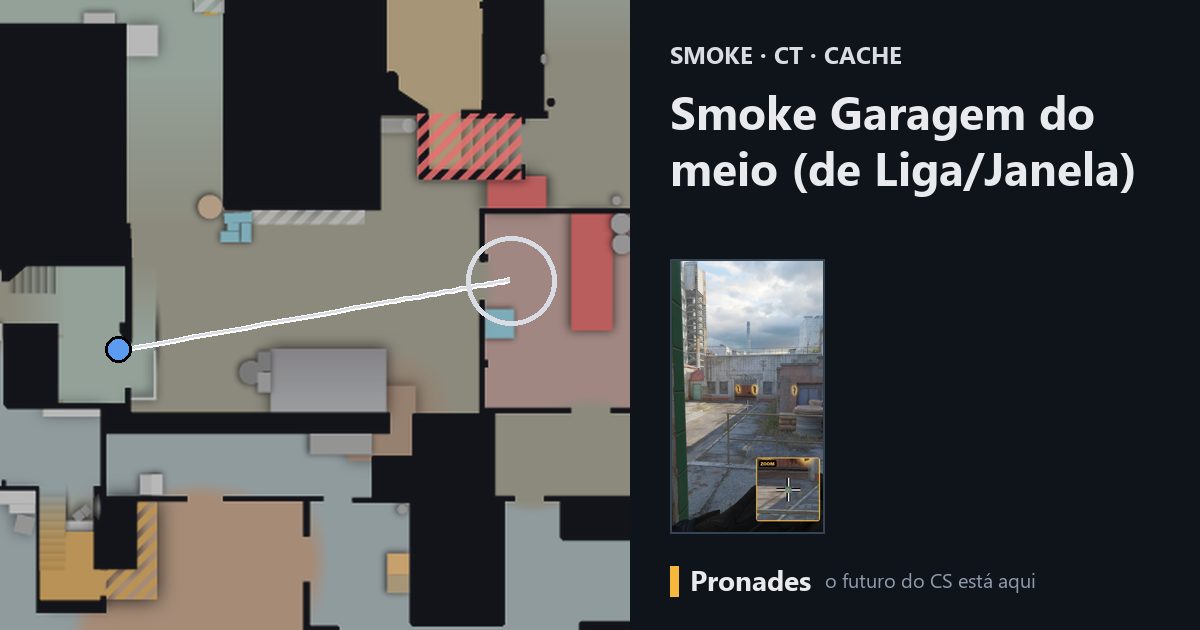 SMOKE · CT · CACHE
Smoke Garagem do
meio (de Liga/Janela)
ZOOM
Pronades o futuro do CS está aqui